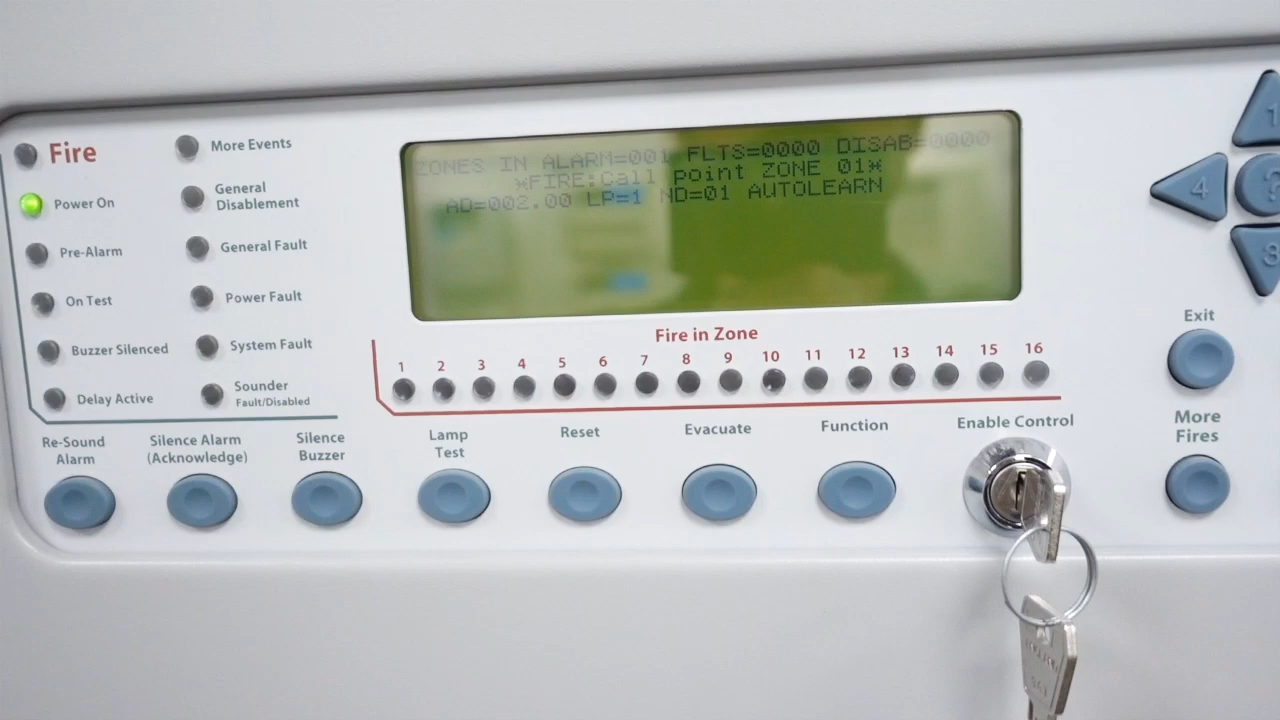 Fire
Power On
Pre-Alarm
On Test
Buzzer Silenced
Delay Active
More Events
General
Disablement
General Fault
Power Fault
System Fault
Sounder
Fault/Disabled
ZONES IN ALARM=001 FLTS=0000 DISAB=0000
*FIRE:Call point ZONE 01*
AD=002.00 LP=1 ND=01 AUTOLEARN
Fire in Zone
1 2 3 4 5 6 7 8 9 10 11 12 13 14 15 16
Re-Sound
Alarm
Silence Alarm
(Acknowledge)
Silence
Buzzer
Lamp
Test
Reset
Evacuate
Function
Enable Control
1
4
?
3
Exit
More
Fires